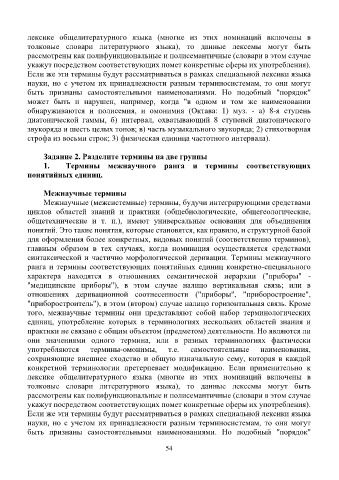 лексике общелитературного языка (многие из этих номинаций включены в
толковые словари литературного языка), то данные лексемы могут быть
рассмотрены как полифункциональные и полисемантичные (словари в этом случае
укажут посредством соответствующих помет конкретные сферы их употребления).
Если же эти термины будут рассматриваться в рамках специальной лексики языка
науки, но с учетом их принадлежности разным терминосистемам, то они могут
быть признаны самостоятельными наименованиями. Но подобный "порядок"
может быть и нарушен, например, когда "в одном и том же наименовании
обнаруживаются и полисемия, и омонимия (Октава: 1) муз. - а) 8-я ступень
диатонической гаммы, б) интервал, охватывающий 8 ступеней диатонического
звукоряда и шесть целых тонов; в) часть музыкального звукоряда; 2) стихотворная
строфа из восьми строк; 3) физическая единица частотного интервала).
Задание 2. Разделите термины на две группы
1. Термины межнаучного ранга и термины соответствующих
понятийных единиц.
Межнаучные термины
Межнаучные (межсистемные) термины, будучи интегрирующими средствами
циклов областей знаний и практики (общебиологические, общегеологические,
общетехнические и т. п.), имеют универсальные основания для объединения
понятий. Это такие понятия, которые становятся, как правило, и структурной базой
для оформления более конкретных, видовых понятий (соответственно терминов),
главным образом в тех случаях, когда номинация осуществляется средствами
синтаксической и частично морфологической деривации. Термины межнаучного
ранга и термины соответствующих понятийных единиц конкретно-специального
характера находятся в отношениях семантической иерархии ("приборы" -
"медицинские приборы"), в этом случае налицо вертикальная связь; или в
отношениях деривационной соотнесенности ("приборы", "приборостроение",
"приборостроитель"), в этом (втором) случае налицо горизонтальная связь. Кроме
того, межнаучные термины они представляют собой набор терминологических
единиц, употребление которых в терминологиях нескольких областей знания и
практики не связано с общим объектом (предметом) деятельности. Но являются ли
они значениями одного термина, или в разных терминологиях фактически
употребляются термины-омонимы, т.е. самостоятельные наименования,
сохраняющие внешнее сходство и общую изначальную сему, которая в каждой
конкретной терминологии претерпевает модификацию. Если применительно к
лексике общелитературного языка (многие из этих номинаций включены в
толковые словари литературного языка), то данные лексемы могут быть
рассмотрены как полифункциональные и полисемантичные (словари в этом случае
укажут посредством соответствующих помет конкретные сферы их употребления).
Если же эти термины будут рассматриваться в рамках специальной лексики языка
науки, но с учетом их принадлежности разным терминосистемам, то они могут
быть признаны самостоятельными наименованиями. Но подобный "порядок"
54